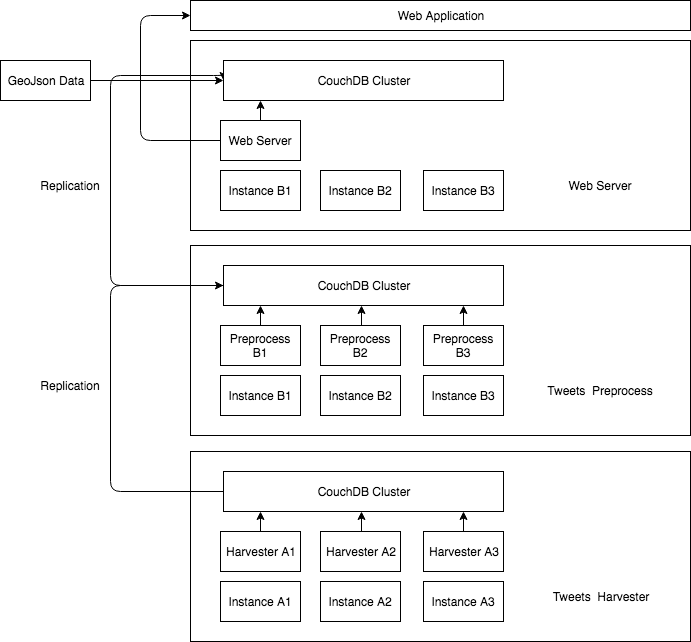 Web Application
GeoJson Data
CouchDB Cluster
Web Server
Instance B1
Instance B2
Instance B3
Web Server
Replication
CouchDB Cluster
Preprocess
B1
Preprocess
B2
Preprocess
B3
Instance B1
Instance B2
Instance B3
Tweets  Preprocess
Replication
CouchDB Cluster
Harvester A1
Harvester A2
Harvester A3
Instance A1
Instance A2
Instance A3
Tweets  Harvester